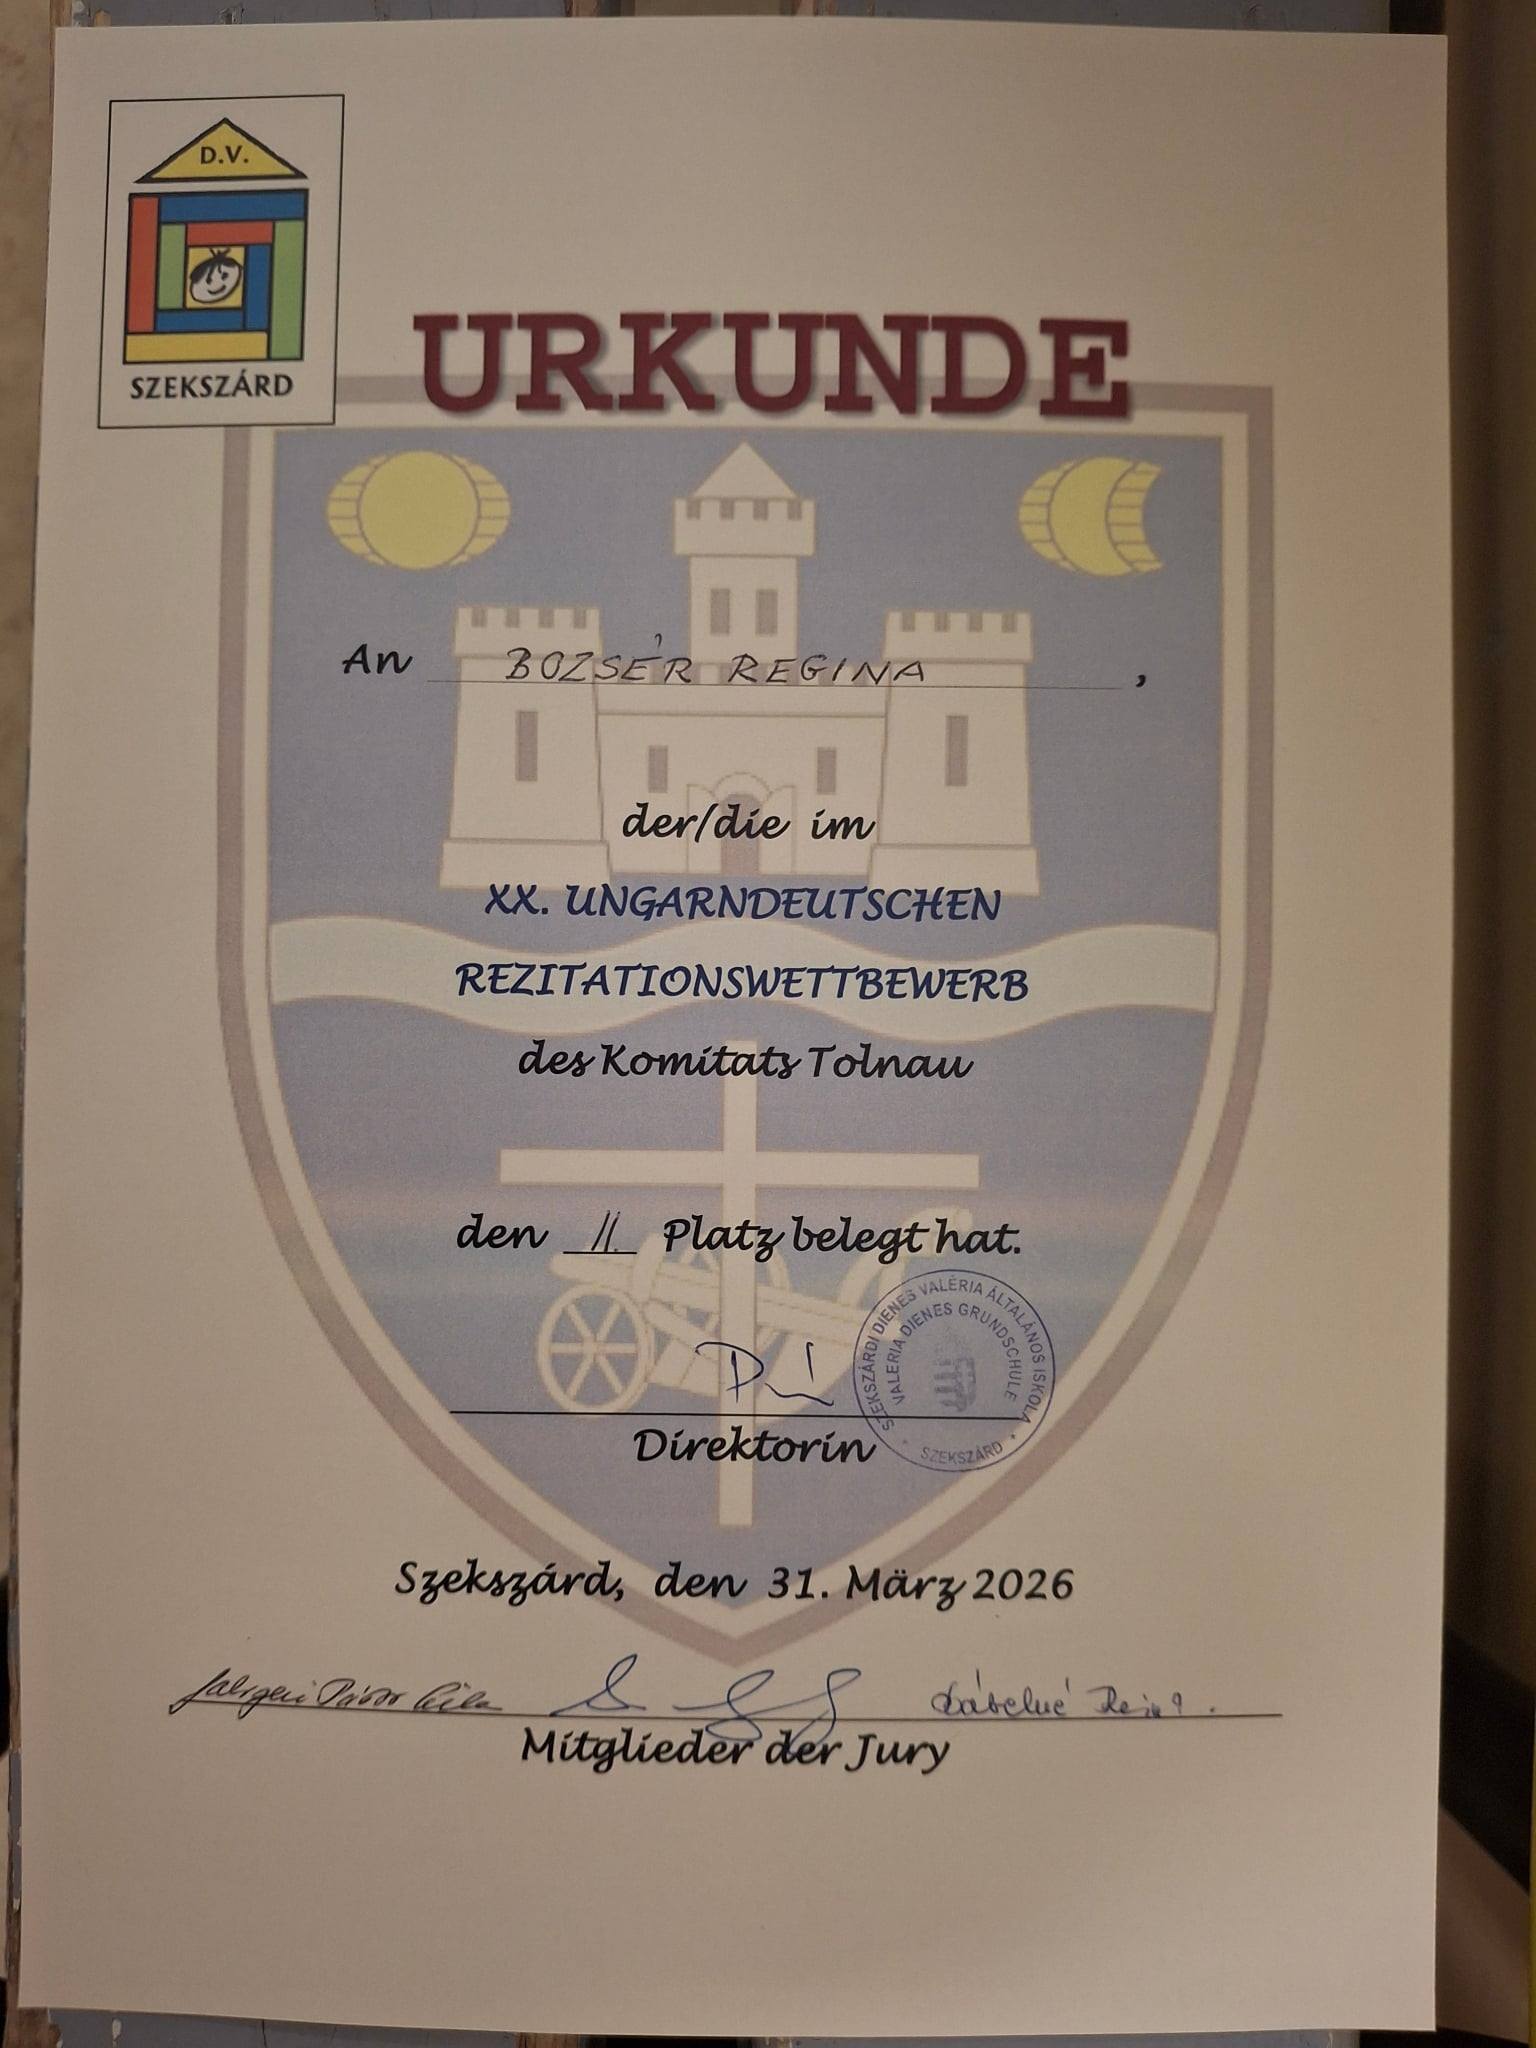 D.V.
SZEKSZÁRD
URKUNDE
An BOZSÉR REGINA ,
der/die im
XX. UNGARNDEUTSCHEN
REZITATIONSWETTBEWERB
des Komitats Tolnau
den II. Platz belegt hat.
SZEKSZÁRDI DIENES VALÉRIA ÁLTALÁNOS ISKOLA
VALERIA DIENES GRUNDSCHULE
SZEKSZÁRD
Direktorin
Szekszárd, den 31. März 2026
Mitglieder der Jury